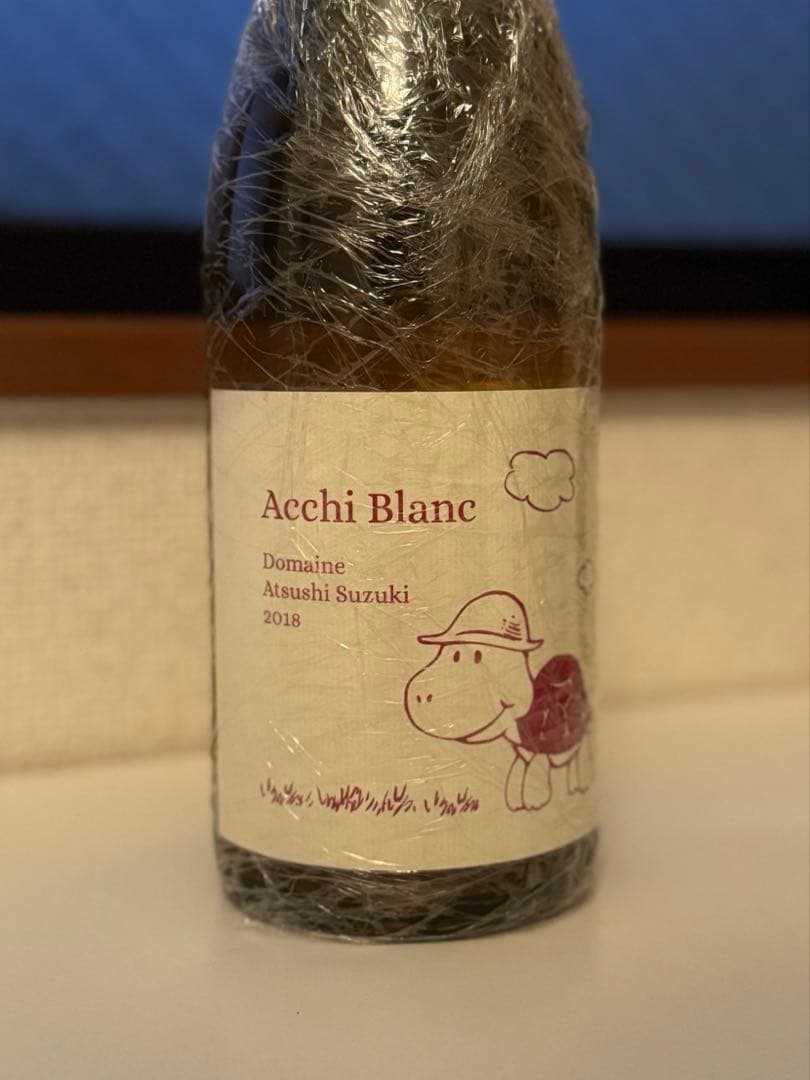 Acchi Blanc
Domaine
Atsushi Suzuki
2018